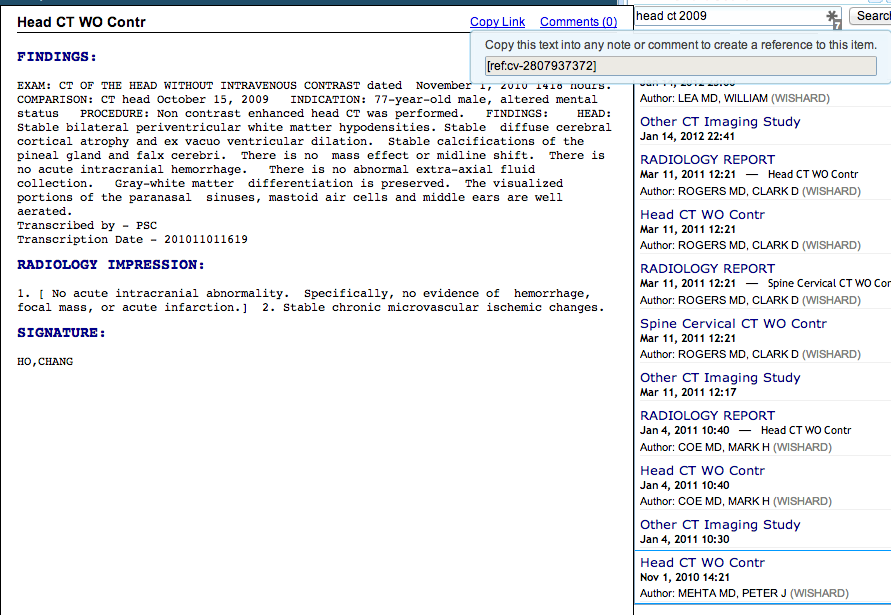 Head CT WO Contr
Copy Link Comments (0)
head ct 2009
Search
Copy this text into any note or comment to create a reference to this item.
[ref:cv-2807937372]
FINDINGS:
EXAM: CT OF THE HEAD WITHOUT INTRAVENOUS CONTRAST dated November 1, 2010 1418 hours.
COMPARISON: CT head October 15, 2009 INDICATION: 77-year-old male, altered mental
status PROCEDURE: Non contrast enhanced head CT was performed. FINDINGS: HEAD:
Stable bilateral periventricular white matter hypodensities. Stable diffuse cerebral
cortical atrophy and ex vacuo ventricular dilation. Stable calcifications of the
pineal gland and falx cerebri. There is no mass effect or midline shift. There is
no acute intracranial hemorrhage. There is no abnormal extra-axial fluid
collection. Gray-white matter differentiation is preserved. The visualized
portions of the paranasal sinuses, mastoid air cells and middle ears are well
aerated.
Transcribed by - PSC
Transcription Date - 201011011619
RADIOLOGY IMPRESSION:
1. [ No acute intracranial abnormality. Specifically, no evidence of hemorrhage,
focal mass, or acute infarction.] 2. Stable chronic microvascular ischemic changes.
SIGNATURE:
HO,CHANG
Author: LEA MD, WILLIAM (WISHARD)
Other CT Imaging Study
Jan 14, 2012 22:41
RADIOLOGY REPORT
Mar 11, 2011 12:21 — Head CT WO Contr
Author: ROGERS MD, CLARK D (WISHARD)
Head CT WO Contr
Mar 11, 2011 12:21
Author: ROGERS MD, CLARK D (WISHARD)
RADIOLOGY REPORT
Mar 11, 2011 12:21 — Spine Cervical CT WO Con
Author: ROGERS MD, CLARK D (WISHARD)
Spine Cervical CT WO Contr
Mar 11, 2011 12:21
Author: ROGERS MD, CLARK D (WISHARD)
Other CT Imaging Study
Mar 11, 2011 12:17
RADIOLOGY REPORT
Jan 4, 2011 10:40 — Head CT WO Contr
Author: COE MD, MARK H (WISHARD)
Head CT WO Contr
Jan 4, 2011 10:40
Author: COE MD, MARK H (WISHARD)
Other CT Imaging Study
Jan 4, 2011 10:30
Head CT WO Contr
Nov 1, 2010 14:21
Author: MEHTA MD, PETER J (WISHARD)